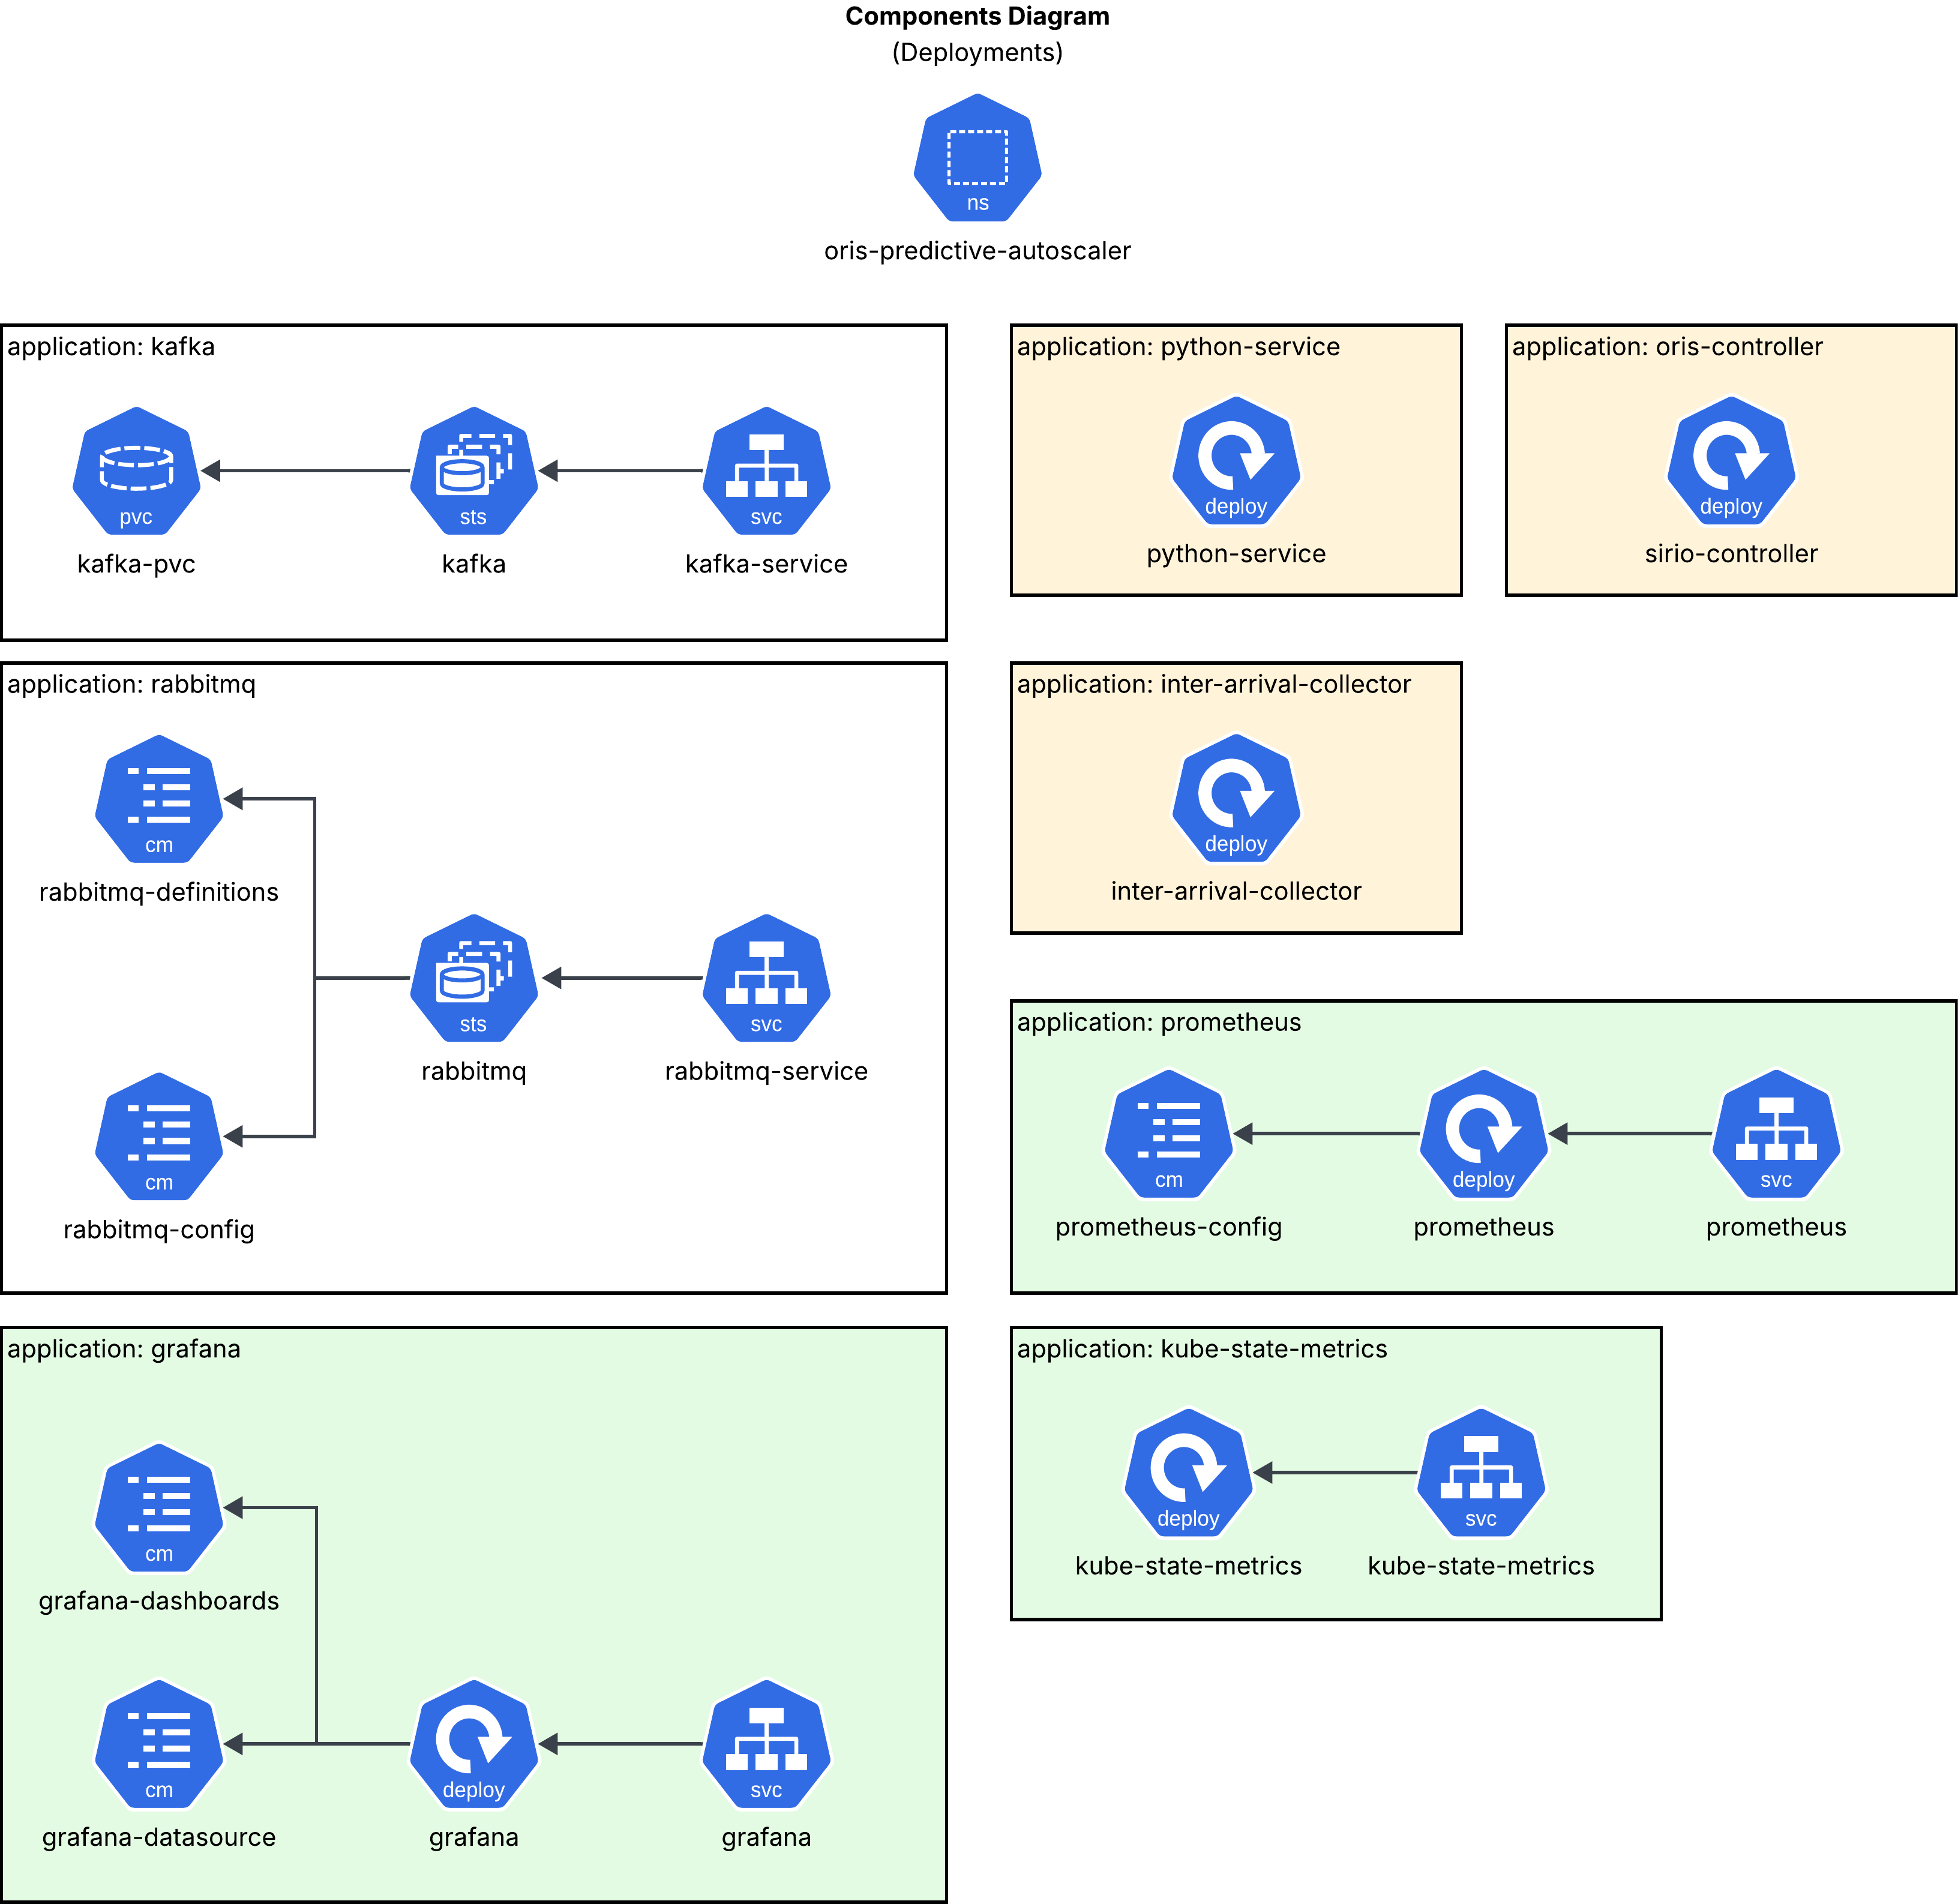 Components Diagram
(Deployments)
ns
oris-predictive-autoscaler
application: kafka
pvc
kafka-pvc
sts
kafka
svc
kafka-service
application: python-service
deploy
python-service
application: oris-controller
deploy
sirio-controller
application: rabbitmq
cm
rabbitmq-definitions
sts
rabbitmq
svc
rabbitmq-service
cm
rabbitmq-config
application: inter-arrival-collector
deploy
inter-arrival-collector
application: prometheus
cm
prometheus-config
deploy
prometheus
svc
prometheus
application: grafana
cm
grafana-dashboards
cm
grafana-datasource
deploy
grafana
svc
grafana
application: kube-state-metrics
deploy
kube-state-metrics
svc
kube-state-metrics